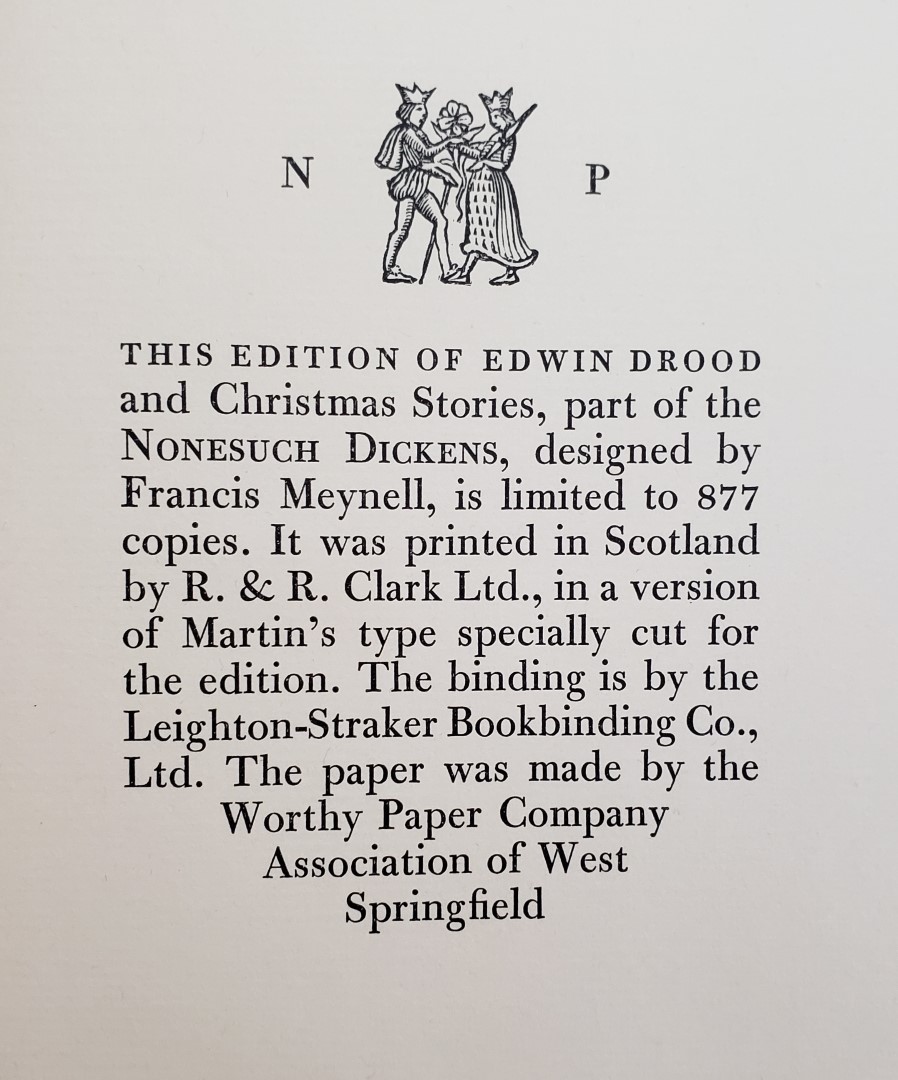 N P
THIS EDITION OF EDWIN DROOD
and Christmas Stories, part of the
NONESUCH DICKENS, designed by
Francis Meynell, is limited to 877
copies. It was printed in Scotland
by R. & R. Clark Ltd., in a version
of Martin’s type specially cut for
the edition. The binding is by the
Leighton-Straker Bookbinding Co.,
Ltd. The paper was made by the
Worthy Paper Company
Association of West
Springfield